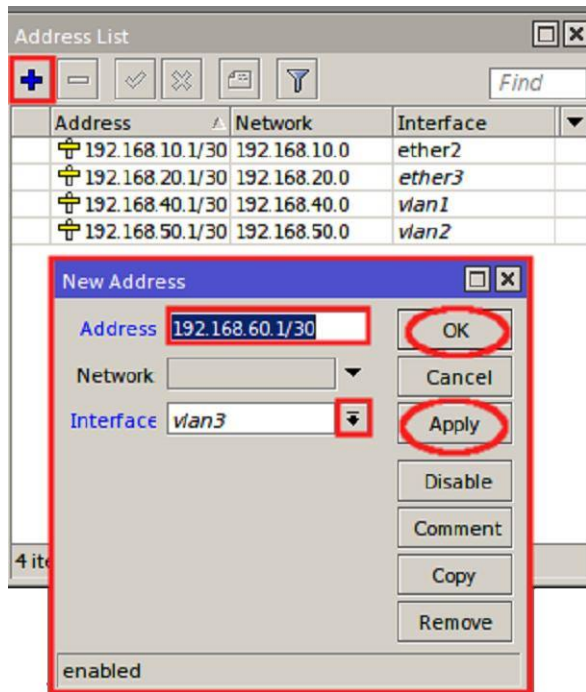 Address List
Find
Address Network Interface
192.168.10.1/30 192.168.10.0 ether2
192.168.20.1/30 192.168.20.0 ether3
192.168.40.1/30 192.168.40.0 vlan1
192.168.50.1/30 192.168.50.0 vlan2
New Address
Address 192.168.60.1/30 OK
Network Cancel
Interface vlan3 Apply
Disable
Comment
4 ite
Copy
Remove
enabled